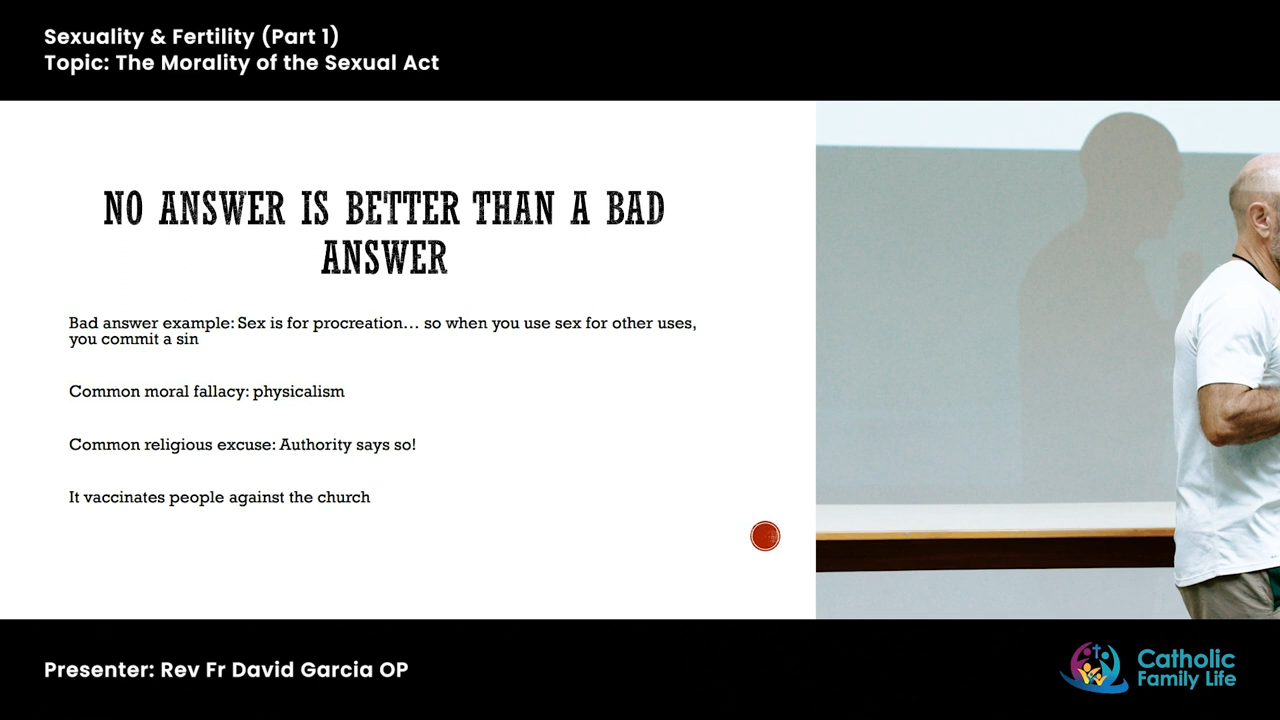 Sexuality & Fertility (Part 1)
Topic: The Morality of the Sexual Act
NO ANSWER IS BETTER THAN A BAD
ANSWER
Bad answer example: Sex is for procreation... so when you use sex for other uses,
you commit a sin
Common moral fallacy: physicalism
Common religious excuse: Authority says so!
It vaccinates people against the church
Presenter: Rev Fr David Garcia OP
Catholic
Family Life